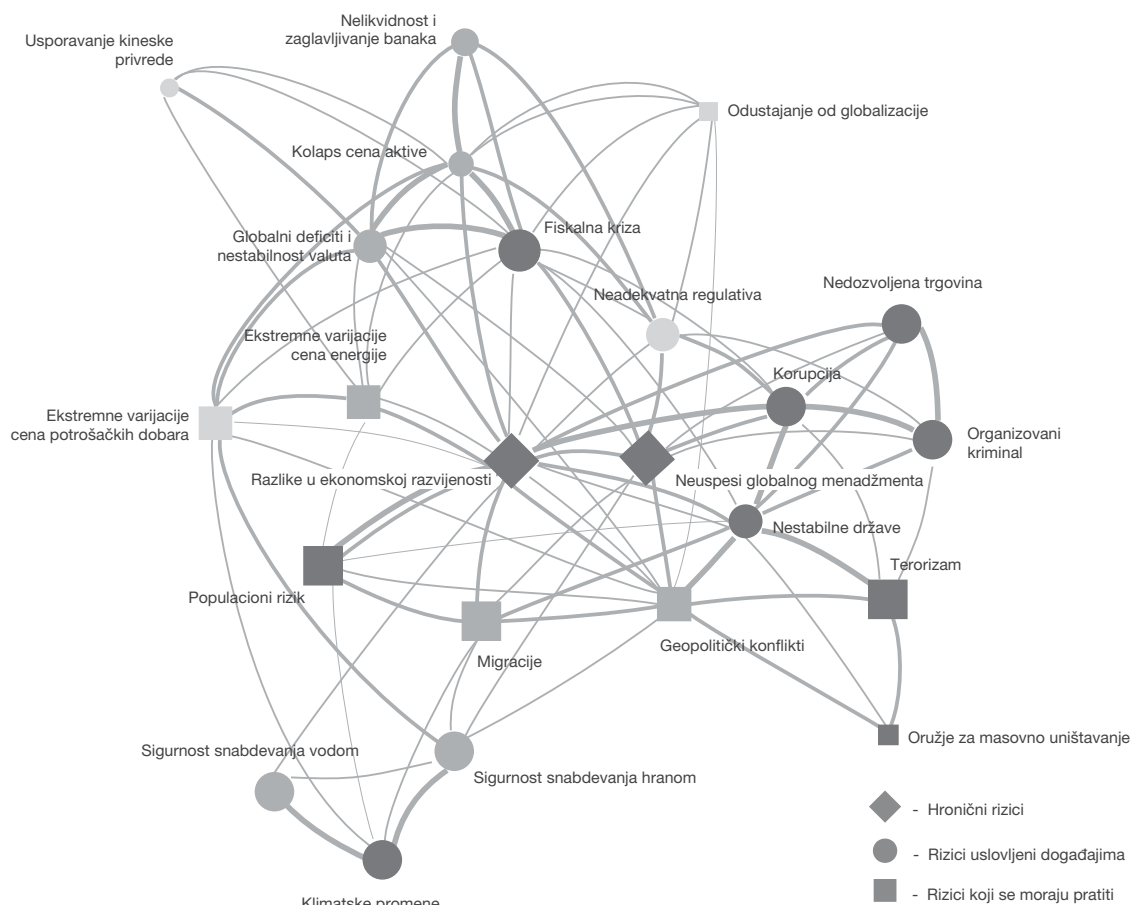 Nelikvidnost i
zaglavljivanje banaka
Usporavanje kineske
privrede
Odustajanje od globalizacije
Kolaps cena aktive
Fiskalna kriza
Globalni deficiti i
nestabilnost valuta
Nedozvoljena trgovina
Neadekvatna regulativa
Ekstremne varijacije
cena energije
Korupcija
Ekstremne varijacije
cena potrošačkih dobara
Organizovani
kriminal
Razlike u ekonomskoj razvijenosti
Neuspesi globalnog menadžmenta
Nestabilne države
Terorizam
Populacioni rizik
Geopolitički konflikti
Migracije
Oružje za masovno uništavanje
Sigurnost snabdevanja vodom
Sigurnost snabdevanja hranom
- Hronični rizici
- Rizici uslovljeni događajima
- Rizici koji se moraju pratiti
Klimatske promene